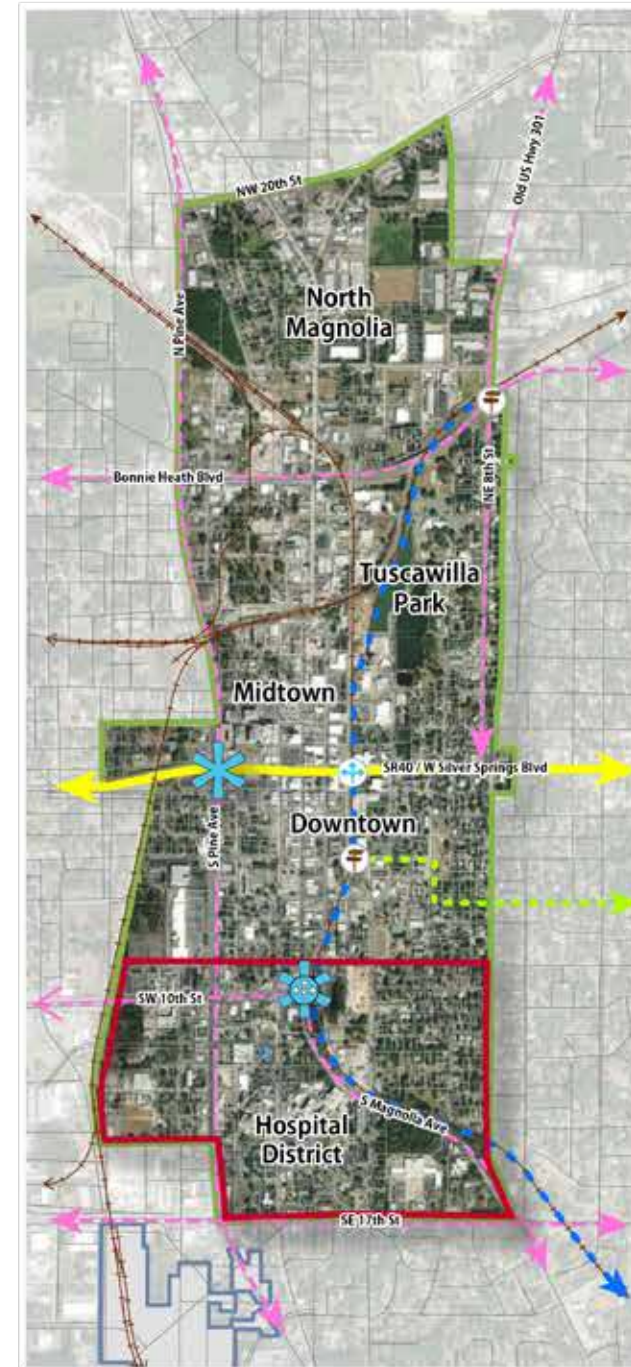 Old US Hwy 301
NW 20th St
North
Magnolia
N Pine Ave
Bonnie Heath Blvd
NE 8th St
Tuscawilla
Park
Midtown
SR40 / W Silver Springs Blvd
Downtown
S Pine Ave
SW 10th St
S Magnolia Ave
Hospital
District
SE 17th St